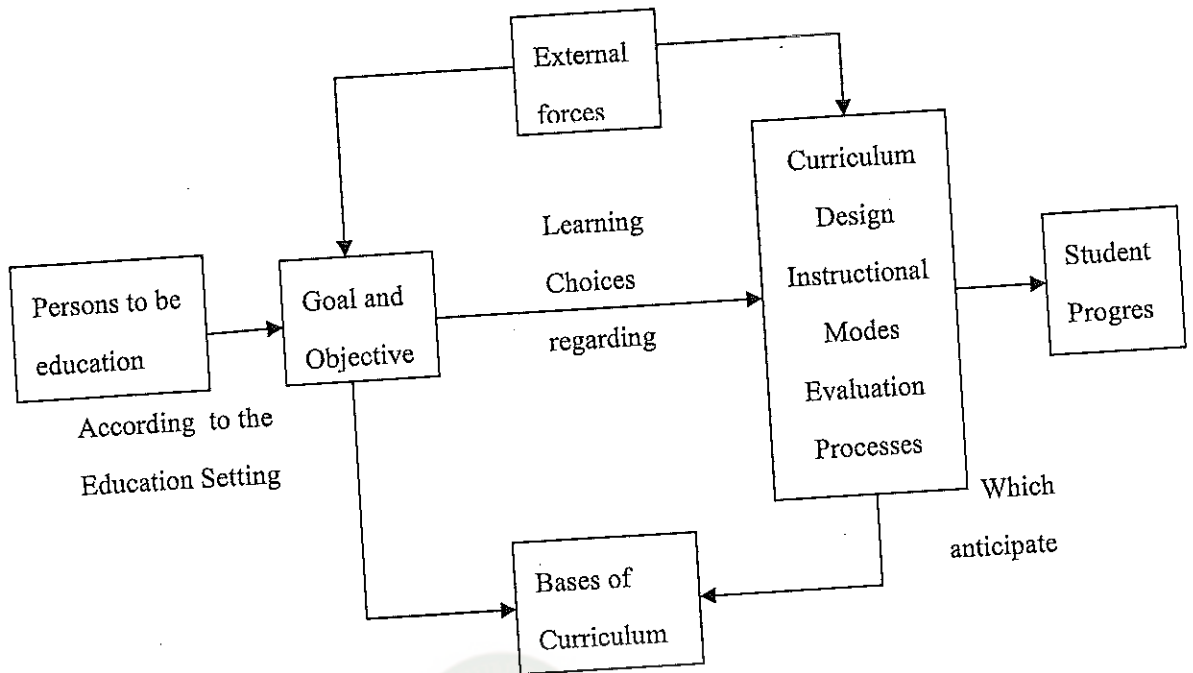 External
forces
Curriculum
Design
Instructional
Modes
Evaluation
Processes
Learning
Choices
regarding
Student
Progres
Persons to be
education
Goal and
Objective
According to the
Education Setting
Which
anticipate
Bases of
Curriculum